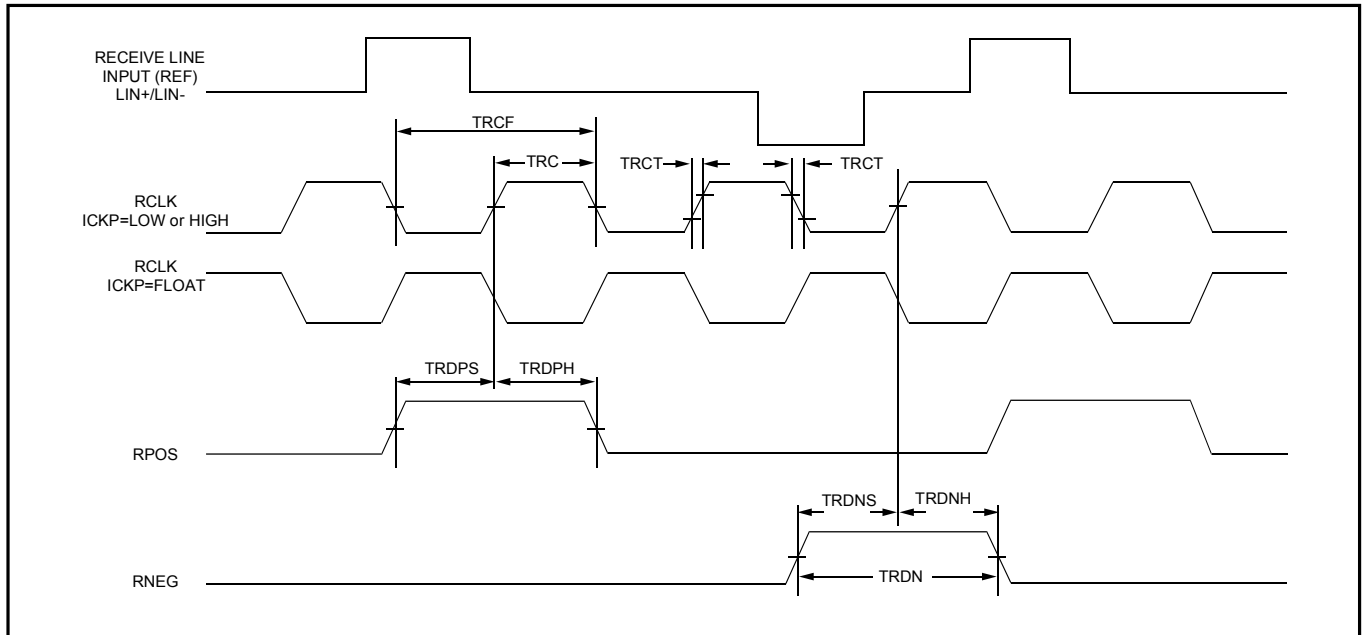 RECEIVE LINE
INPUT (REF)
LIN+/LIN-
TRCF
TRC
TRCT
TRCT
RCLK
ICKP=LOW or HIGH
RCLK
ICKP=FLOAT
TRDPS
TRDPH
RPOS
TRDNS
TRDNH
RNEG
TRDN